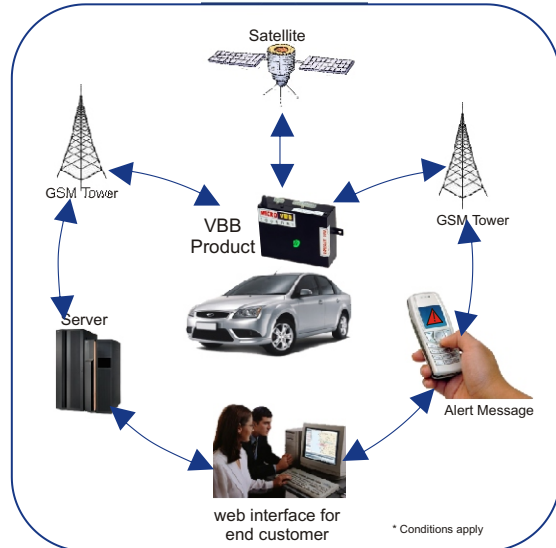 Satellite
GSM Tower
GSM Tower
VBB
Product
Server
Alert Message
web interface for
end customer
* Conditions apply